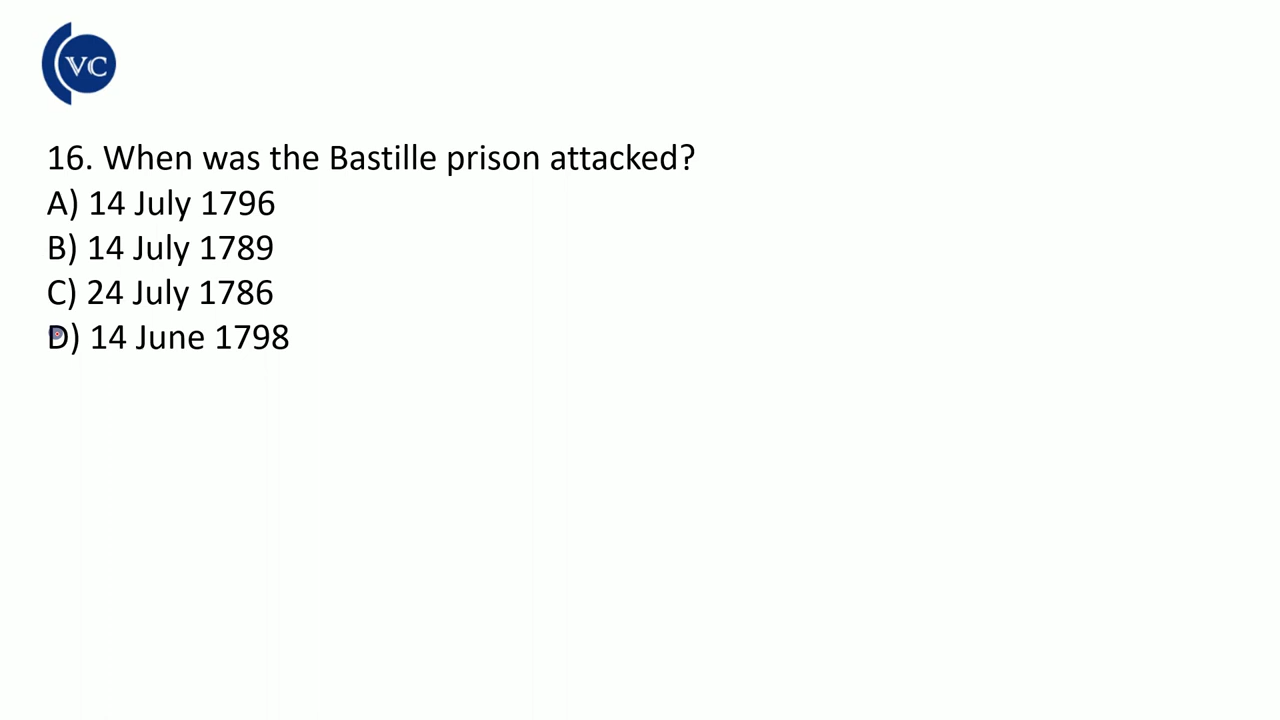 VC
16. When was the Bastille prison attacked?
A) 14 July 1796
B) 14 July 1789
C) 24 July 1786
D) 14 June 1798